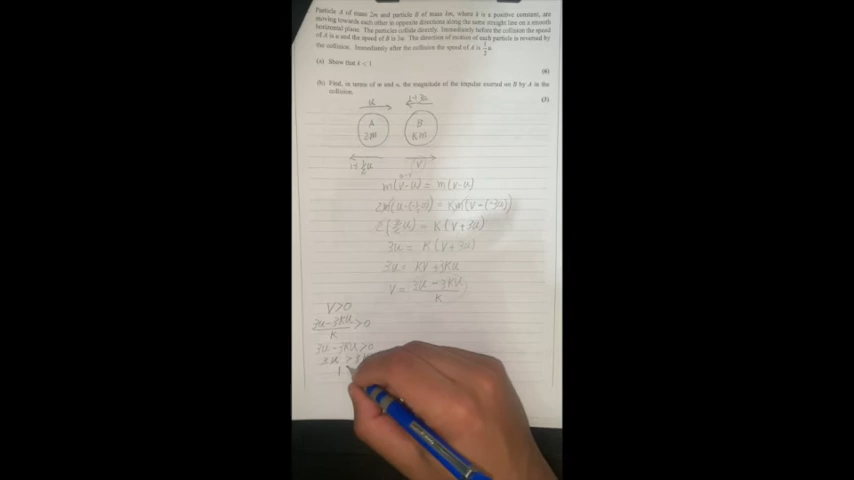 Particle A of mass 2m and particle B of mass km, where k is a positive constant, are
moving towards each other in opposite directions along the same straight line on a smooth
horizontal plane. The particles collide directly. Immediately before the collision the speed
of A is u and the speed of B is 3u. The direction of motion of each particle is reversed by
the collision. Immediately after the collision the speed of A is 1/2 u.
(a) Show that k < 1
(4)
(b) Find, in terms of m and u, the magnitude of the impulse exerted on B by A in the
collision.
(3)
u
3u
A
2m
B
km
1/2 u
(V)
m(v-u) = m(v-u)
= Km(V-(-3u))
2(3/2 u) = K(V+3u)
3u = K(V+3u)
3u = KV+3Ku
V = 3u-3Ku / K
V>0
3u-3Ku / K >0
3u-3Ku >0
3u > 3
1